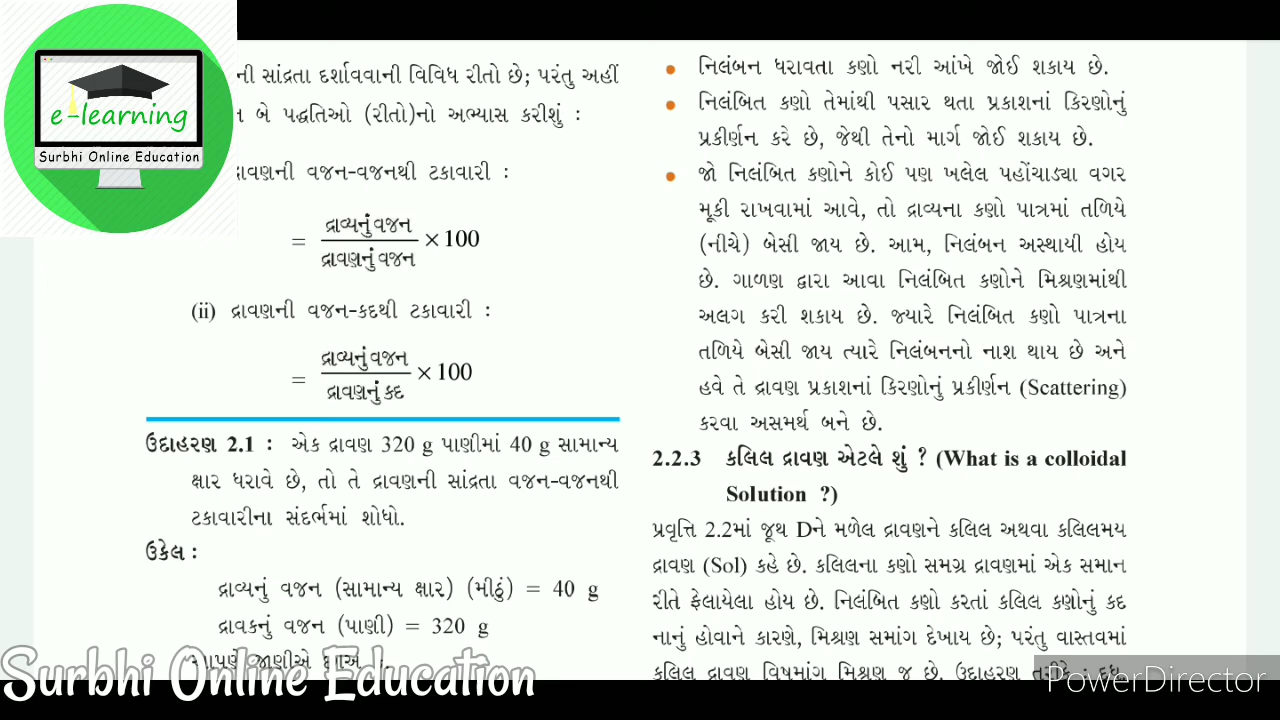 e-learning
Surbhi Online Education
ની સાંદ્રતા દર્શાવવાની વિવિધ રીતો છે; પરંતુ અહીં
બે પદ્ધતિઓ (રીતો)નો અભ્યાસ કરીશું :
દ્રાવણની વજન-વજનથી ટકાવારી :
= દ્રાવ્યનું વજન / દ્રાવણનું વજન × 100
(ii) દ્રાવણની વજન-કદથી ટકાવારી :
= દ્રાવ્યનું વજન / દ્રાવણનું કદ × 100
ઉદાહરણ 2.1 : એક દ્રાવણ 320 g પાણીમાં 40 g સામાન્ય
ક્ષાર ધરાવે છે, તો તે દ્રાવણની સાંદ્રતા વજન-વજનથી
ટકાવારીના સંદર્ભમાં શોધો.
ઉકેલ :
દ્રાવ્યનું વજન (સામાન્ય ક્ષાર) (મીઠું) = 40 g
દ્રાવકનું વજન (પાણી) = 320 g
• નિલંબન ધરાવતા કણો નરી આંખે જોઈ શકાય છે.
• નિલંબિત કણો તેમાંથી પસાર થતા પ્રકાશનાં કિરણોનું
પ્રકીર્ણન કરે છે, જેથી તેનો માર્ગ જોઈ શકાય છે.
• જો નિલંબિત કણોને કોઈ પણ ખલેલ પહોંચાડ્યા વગર
મૂકી રાખવામાં આવે, તો દ્રાવ્યના કણો પાત્રમાં તળિયે
(નીચે) બેસી જાય છે. આમ, નિલંબન અસ્થાયી હોય
છે. ગાળણ દ્વારા આવા નિલંબિત કણોને મિશ્રણમાંથી
અલગ કરી શકાય છે. જ્યારે નિલંબિત કણો પાત્રના
તળિયે બેસી જાય ત્યારે નિલંબનનો નાશ થાય છે અને
હવે તે દ્રાવણ પ્રકાશનાં કિરણોનું પ્રકીર્ણન (Scattering)
કરવા અસમર્થ બને છે.
2.2.3 કલિલ દ્રાવણ એટલે શું ? (What is a colloidal
Solution ?)
પ્રવૃત્તિ 2.2માં જૂથ Dને મળેલ દ્રાવણને કલિલ અથવા કલિલમય
દ્રાવણ (Sol) કહે છે. કલિલના કણો સમગ્ર દ્રાવણમાં એક સમાન
રીતે ફેલાયેલા હોય છે. નિલંબિત કણો કરતાં કલિલ કણોનું કદ
નાનું હોવાને કારણે, મિશ્રણ સમાંગ દેખાય છે; પરંતુ વાસ્તવમાં
કલિલ દ્રાવણ વિષમાંગ મિશ્રણ જ છે. ઉદાહરણ તરીકે : દૂધ
Surbhi Online Education
PowerDirector